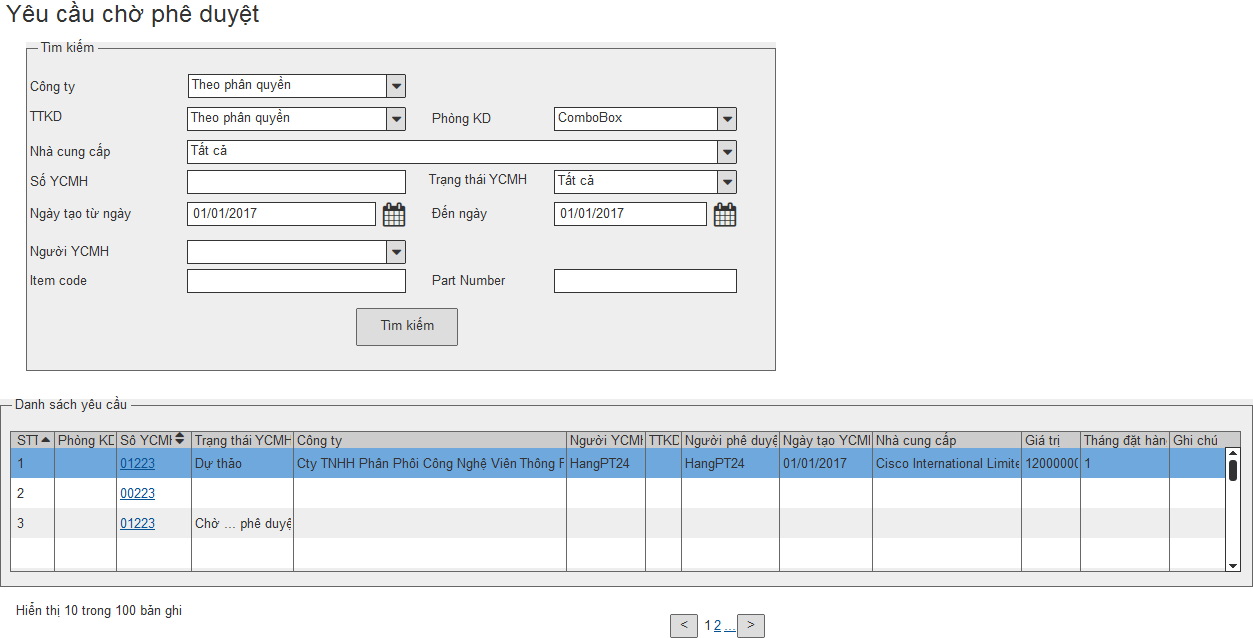 Yêu cầu chờ phê duyệt
Tìm kiếm
Công ty Theo phân quyền
TTKD Theo phân quyền Phòng KD ComboBox
Nhà cung cấp Tất cả
Số YCMH Trạng thái YCMH Tất cả
Ngày tạo từ ngày 01/01/2017 Đến ngày 01/01/2017
Người YCMH
Item code Part Number
Tìm kiếm
Danh sách yêu cầu
STT Phòng KD Số YCMH Trạng thái YCMH Công ty Người YCMH TTKD Người phê duyệ Ngày tạo YCMH Nhà cung cấp Giá trị Tháng đặt hàn Ghi chú
1 01223 Dự thảo Cty TNHH Phân Phối Công Nghệ Viễn Thông F HangPT24 HangPT24 01/01/2017 Cisco International Limite 12000000 1
2 00223
3 01223 Chờ ... phê duyệ
Hiển thị 10 trong 100 bản ghi
< 1 2 ... >